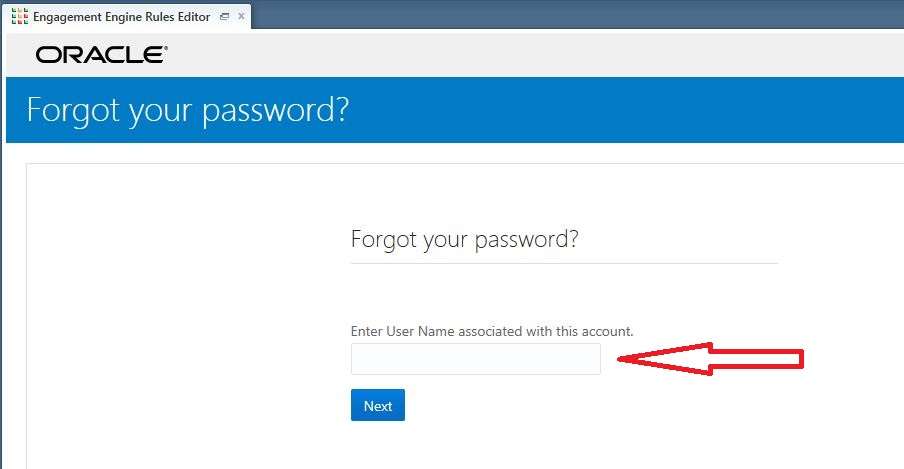 Engagement Engine Rules Editor
ORACLE®
Forgot your password?
Forgot your password?
Enter User Name associated with this account.
Next